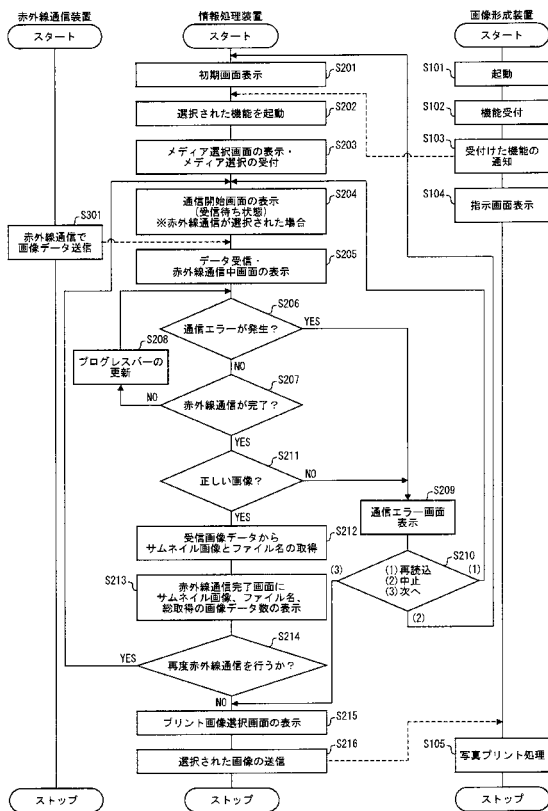 赤外線通信装置
情報処理装置
画像形成装置
スタート
スタート
スタート
S201
初期画面表示
S101
起動
S202
選択された機能を起動
S102
機能受付
S203
メディア選択画面の表示・
メディア選択の受付
S103
受付けた機能の
通知
S204
通信開始画面の表示
(受信待ち状態)
※赤外線通信が選択された場合
S104
指示画面表示
S301
赤外線通信で
画像データ送信
S205
データ受信・
赤外線通信中画面の表示
S206
通信エラーが発生?
YES
NO
S208
プログレスバーの
更新
S207
赤外線通信が完了?
NO
YES
S211
正しい画像?
NO
YES
S209
通信エラー画面
表示
S212
受信画像データから
サムネイル画像とファイル名の取得
S210
(1)再読込
(2)中止
(3)次へ
(3)
(1)
(2)
S213
赤外線通信完了画面に
サムネイル画像、ファイル名、
総取得の画像データ数の表示
S214
再度赤外線通信を行うか?
YES
NO
S215
プリント画像選択画面の表示
S216
選択された画像の送信
S105
写真プリント処理
ストップ
ストップ
ストップ